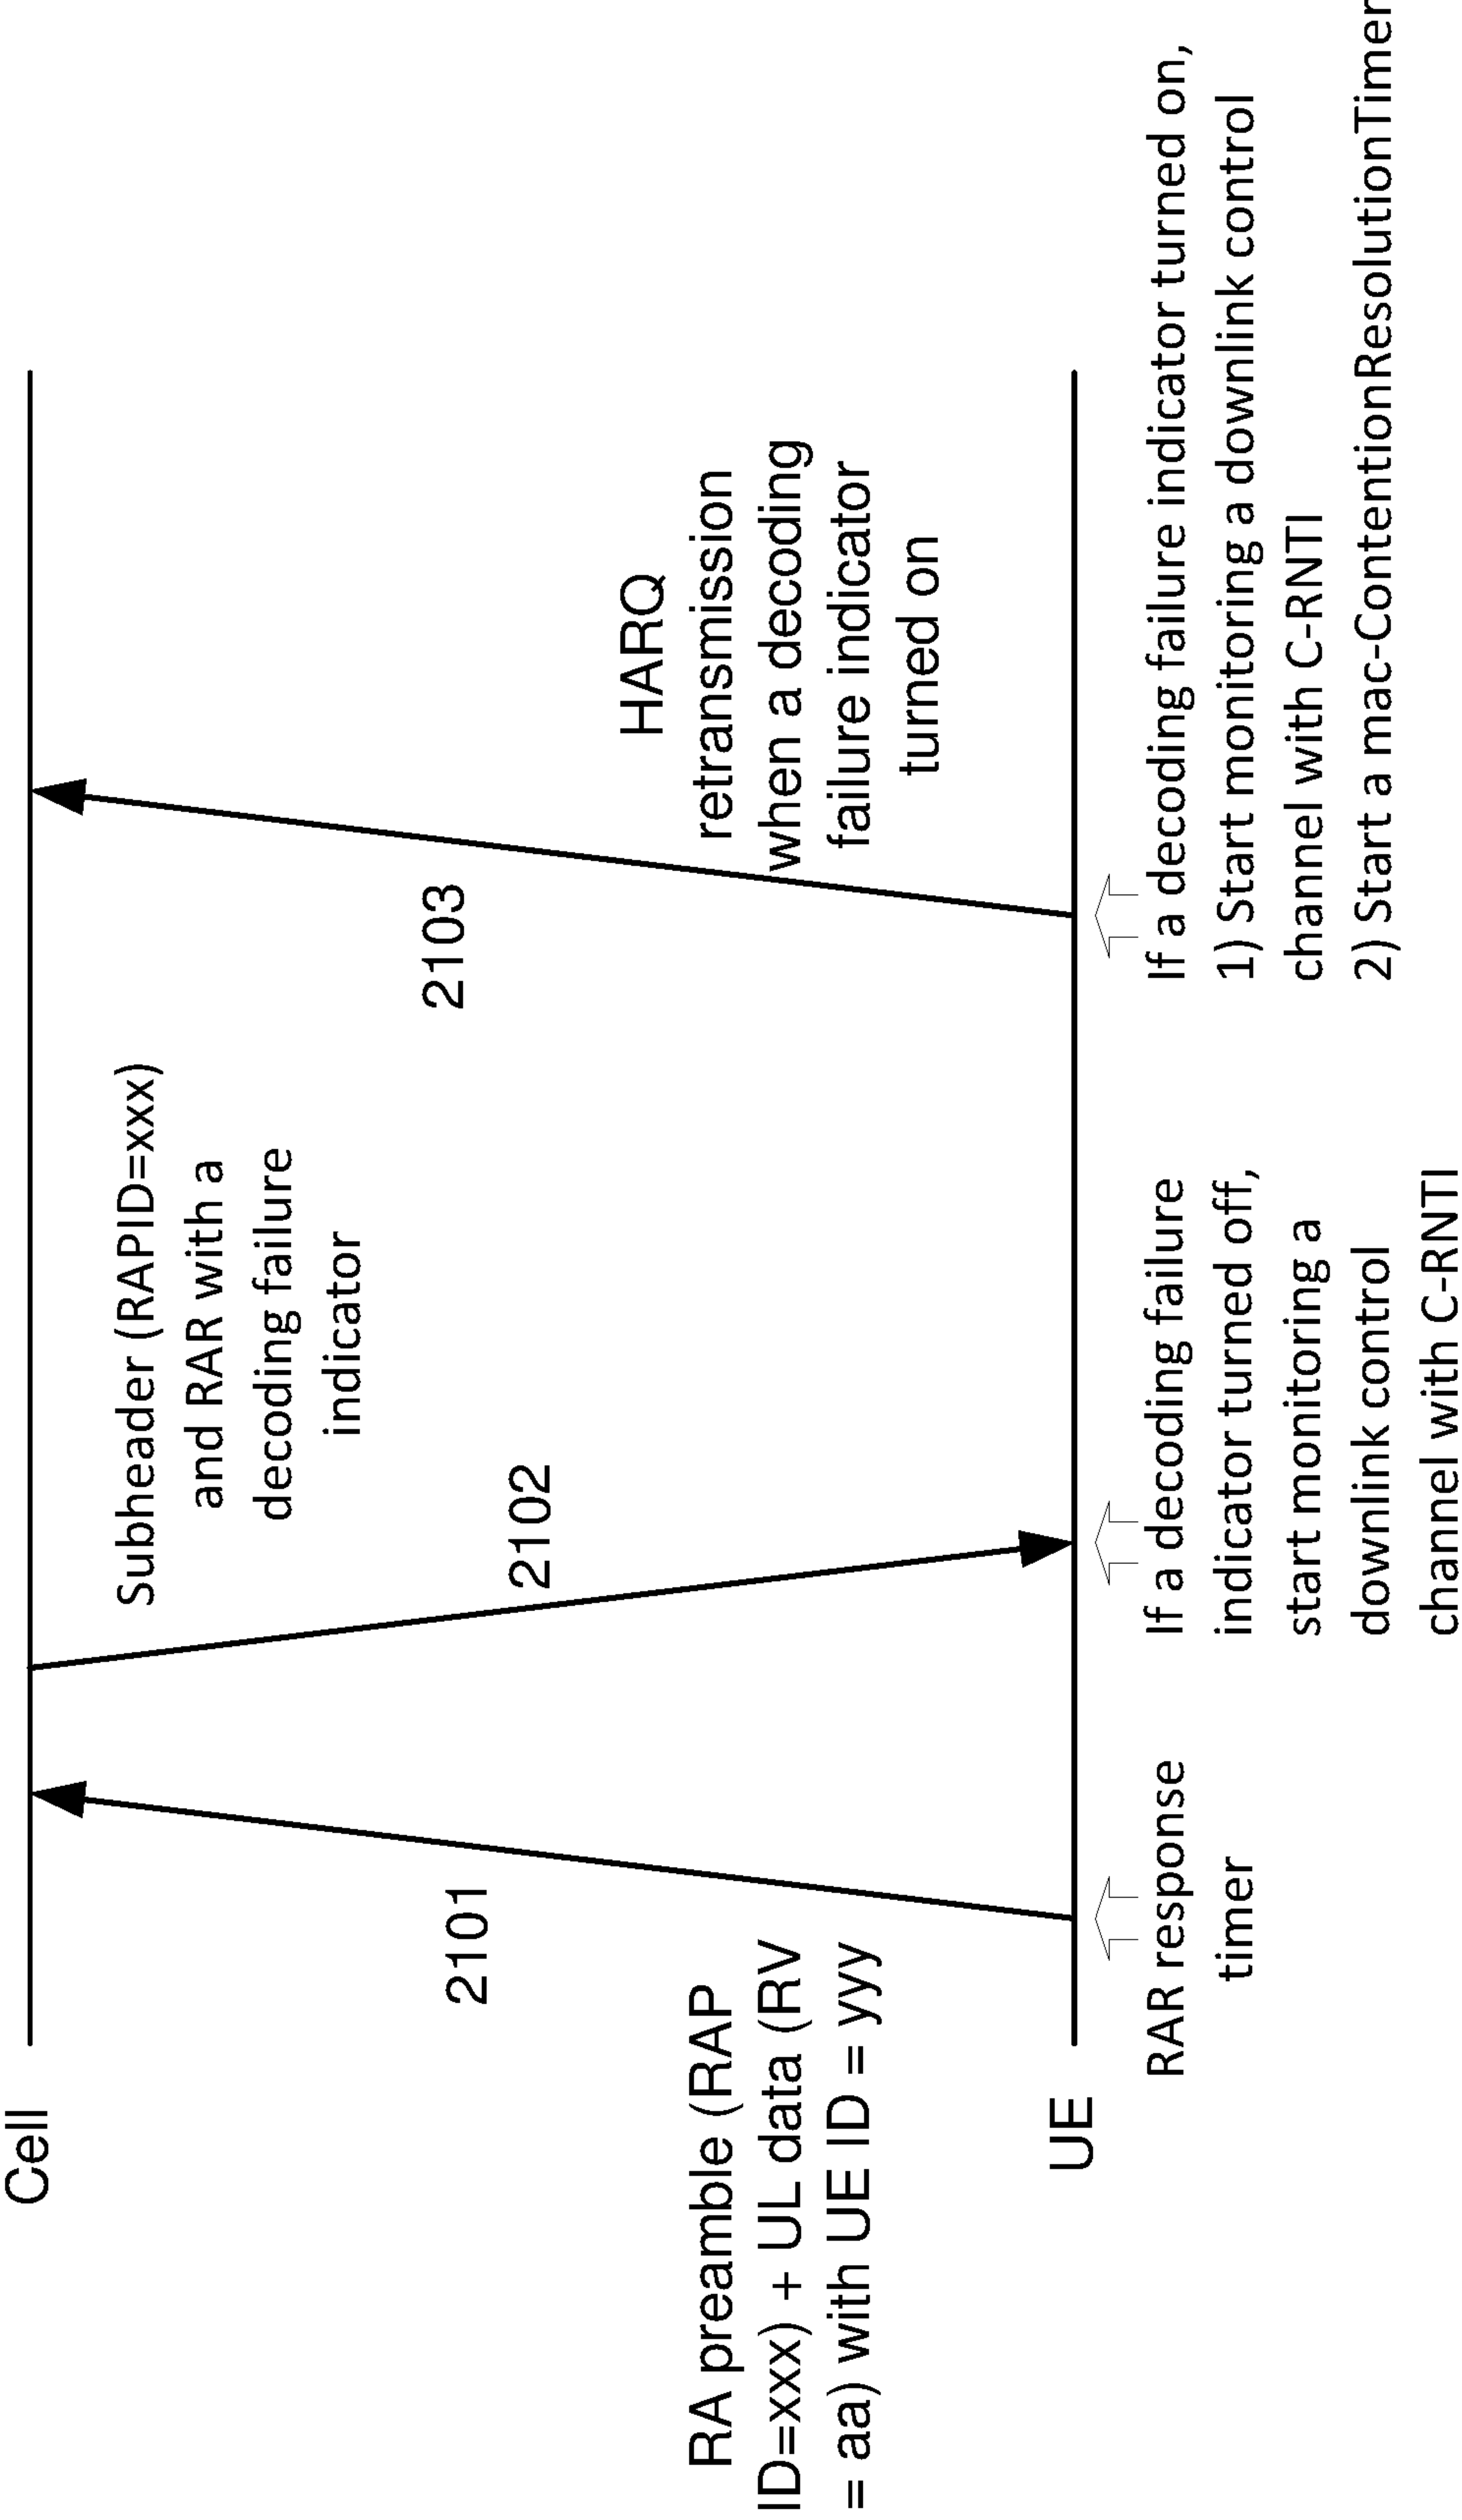 Cell
Subheader (RAPID=xxx)
and RAR with a
decoding failure
indicator
2101
2102
2103
RA preamble (RAP
ID=xxx) + UL data (RV
= aa) with UE ID = yyy
HARQ
retransmission
when a decoding
failure indicator
turned on
UE
RAR response
timer
If a decoding failure
indicator turned off,
start monitoring a
downlink control
channel with C-RNTI
If a decoding failure indicator turned on,
1) Start monitoring a downlink control
channel with C-RNTI
2) Start a mac-ContentionResolutionTimer